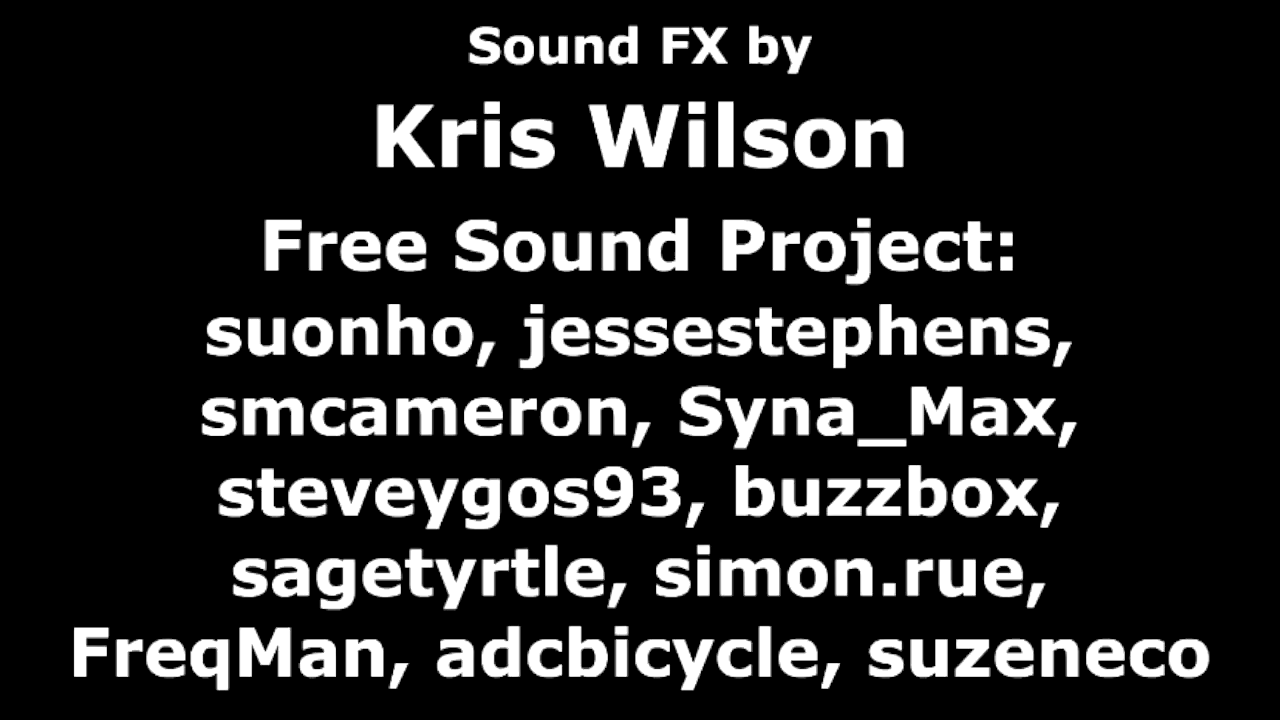 Sound FX by
Kris Wilson
Free Sound Project:
suonho, jessestephens,
smcameron, Syna_Max,
steveygos93, buzzbox,
sagetyrtle, simon.rue,
FreqMan, adcbicycle, suzeneco